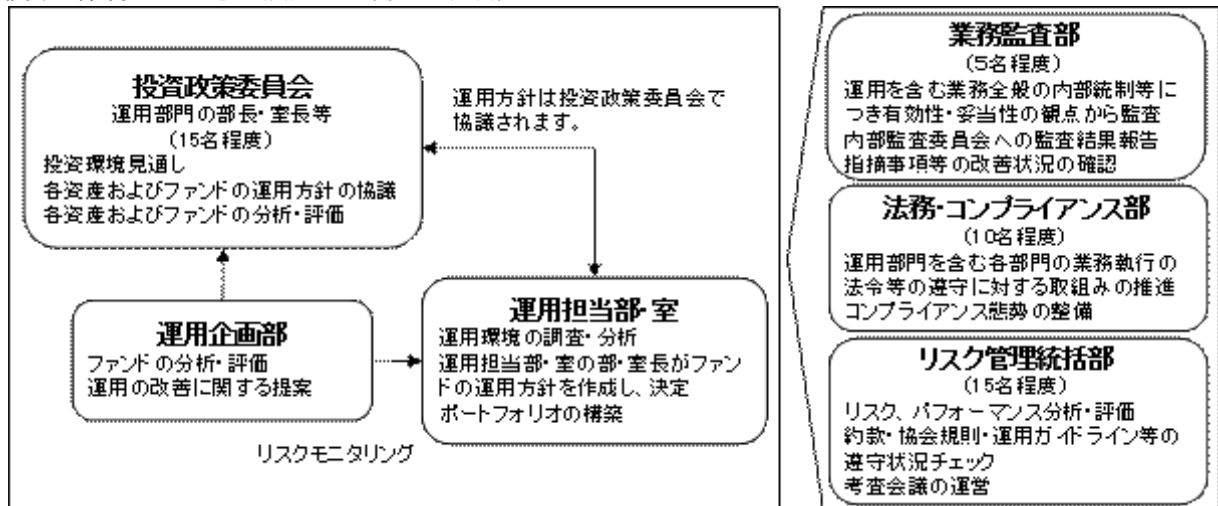 投資政策委員会
運用部門の部長・室長等
(15名程度)
投資環境見通し
各資産およびファンドの運用方針の協議
各資産およびファンドの分析・評価
運用方針は投資政策委員会で
協議されます。
運用企画部
ファンドの分析・評価
運用の改善に関する提案
運用担当部・室
運用環境の調査・分析
運用担当部・室の部・室長がファン
ドの運用方針を作成し、決定
ポートフォリオの構築
リスクモニタリング
業務監査部
(5名程度)
運用を含む業務全般の内部統制等に
つき有効性・妥当性の観点から監査
内部監査委員会への監査結果報告
指摘事項等の改善状況の確認
法務・コンプライアンス部
(10名程度)
運用部門を含む各部門の業務執行の
法令等の遵守に対する取組みの推進
コンプライアンス態勢の整備
リスク管理統括部
(15名程度)
リスク、パフォーマンス分析・評価
約款・協会規則・運用ガイドライン等の
遵守状況チェック
考査会議の運営